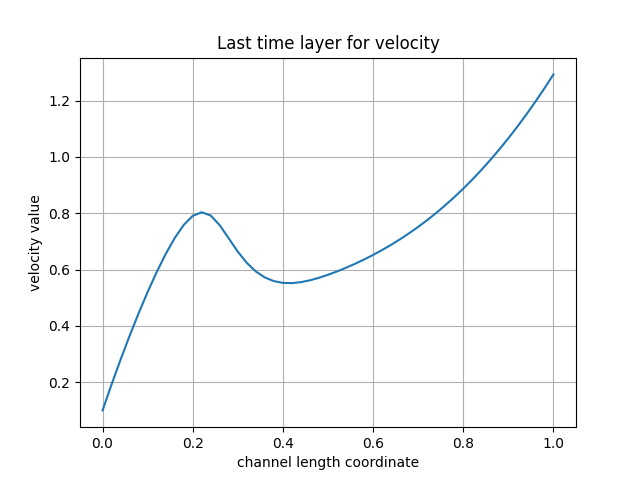 Last time layer for velocity
1.2
1.0
0.8
0.6
0.4
0.2
velocity value
0.0 0.2 0.4 0.6 0.8 1.0
channel length coordinate